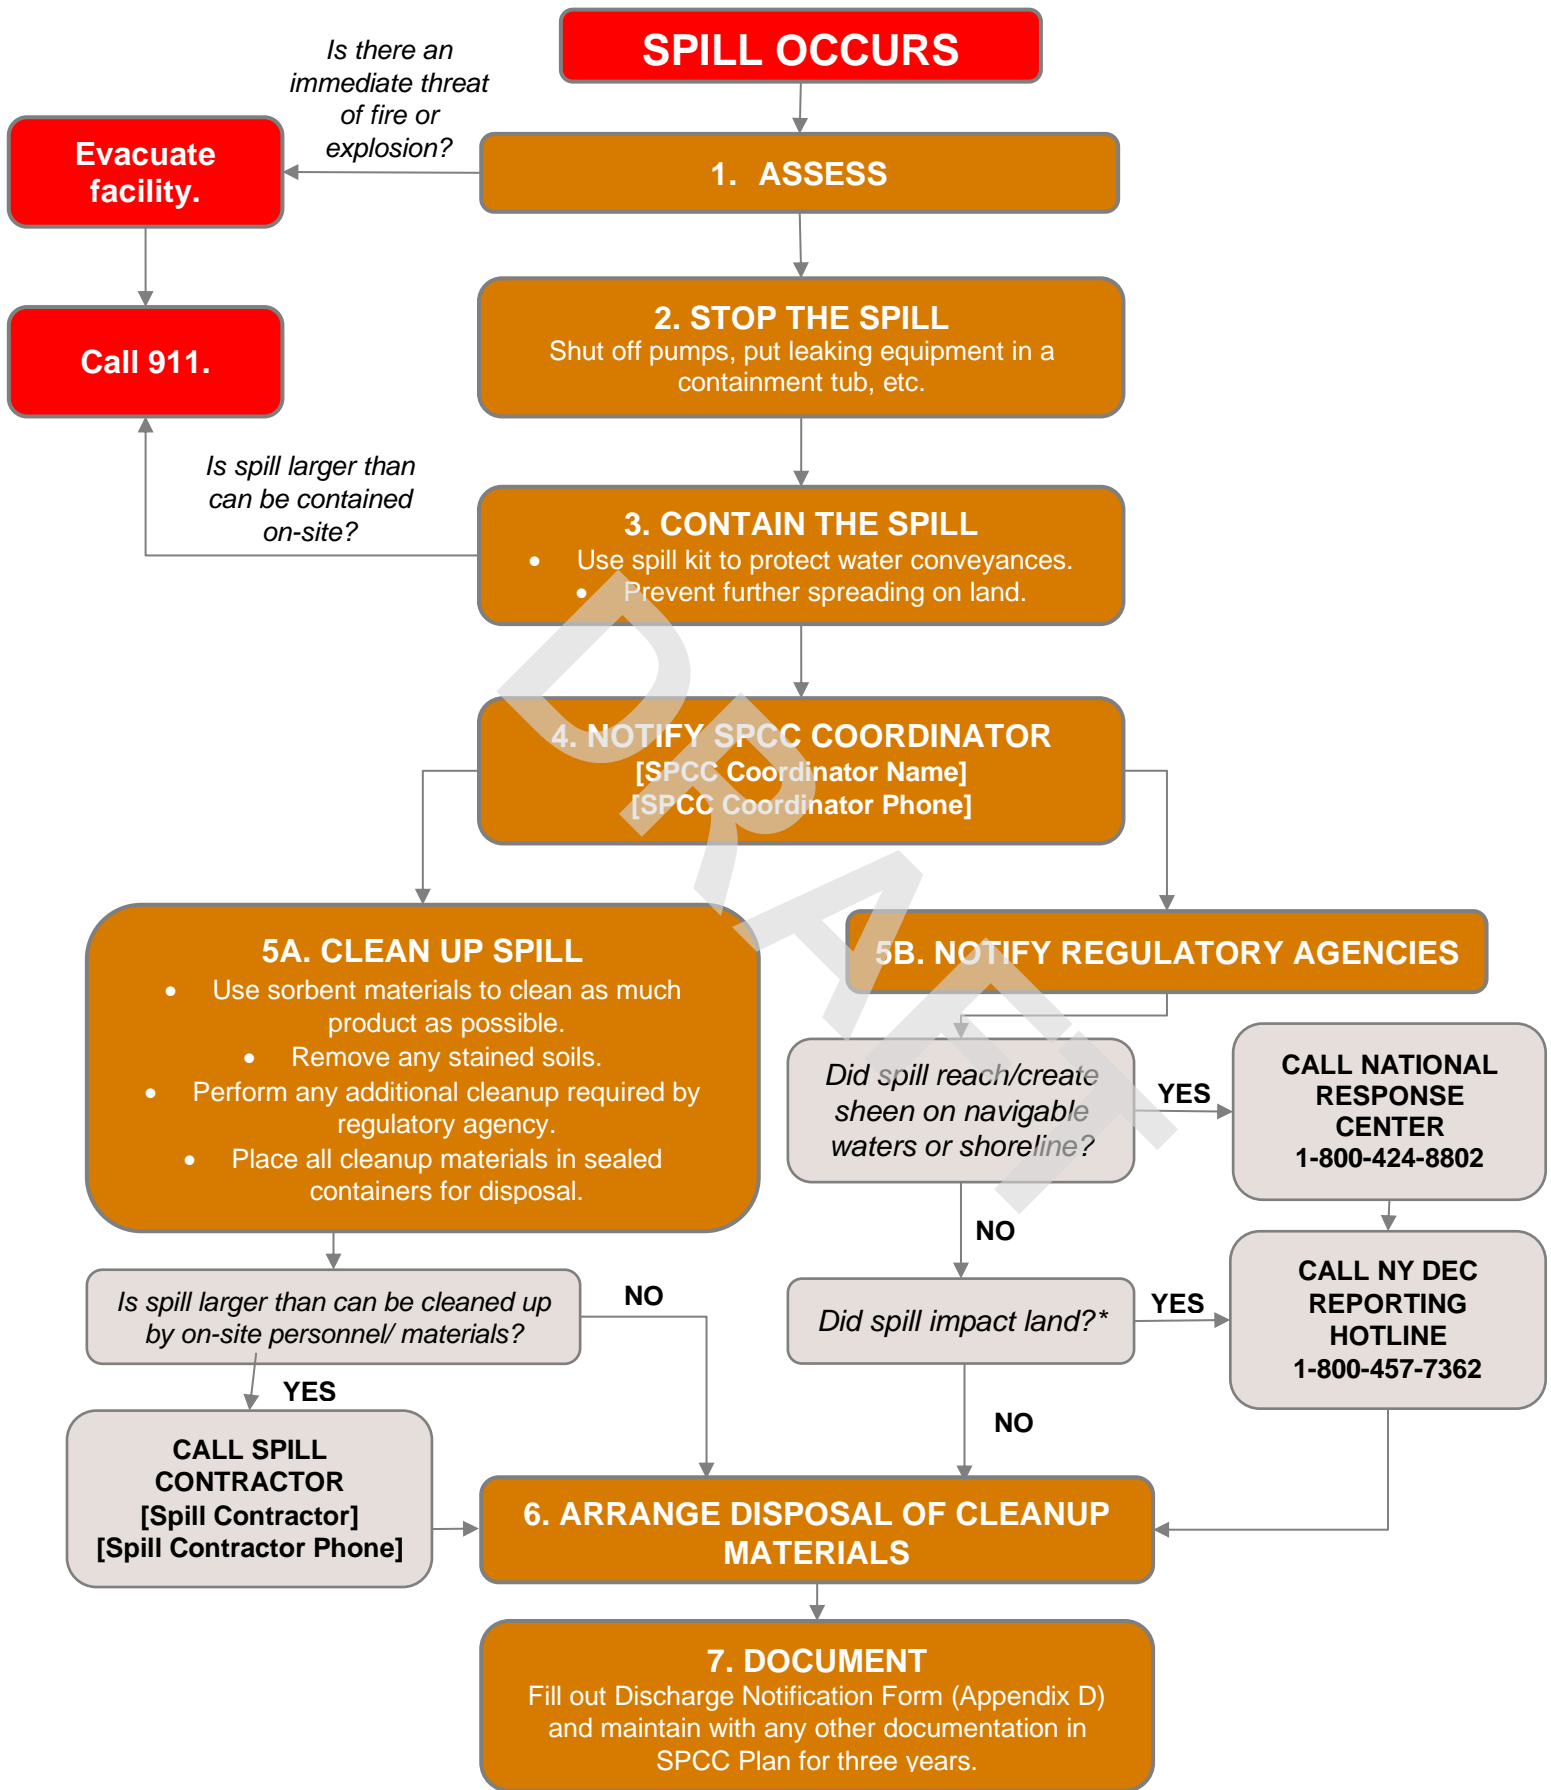 SPILL OCCURS
Is there an
immediate threat
of fire or
explosion?
Evacuate
facility.
1. ASSESS
2. STOP THE SPILL
Shut off pumps, put leaking equipment in a
containment tub, etc.
Call 911.
Is spill larger than
can be contained
on-site?
3. CONTAIN THE SPILL
• Use spill kit to protect water conveyances.
• Prevent further spreading on land.
4. NOTIFY SPCC COORDINATOR
[SPCC Coordinator Name]
[SPCC Coordinator Phone]
DRAFT
5A. CLEAN UP SPILL
• Use sorbent materials to clean as much
product as possible.
• Remove any stained soils.
• Perform any additional cleanup required by
regulatory agency.
• Place all cleanup materials in sealed
containers for disposal.
5B. NOTIFY REGULATORY AGENCIES
Did spill reach/create
sheen on navigable
waters or shoreline?
YES
CALL NATIONAL
RESPONSE
CENTER
1-800-424-8802
NO
Is spill larger than can be cleaned up
by on-site personnel/ materials?
NO
Did spill impact land?*
YES
CALL NY DEC
REPORTING
HOTLINE
1-800-457-7362
YES
NO
CALL SPILL
CONTRACTOR
[Spill Contractor]
[Spill Contractor Phone]
6. ARRANGE DISPOSAL OF CLEANUP
MATERIALS
7. DOCUMENT
Fill out Discharge Notification Form (Appendix D)
and maintain with any other documentation in
SPCC Plan for three years.